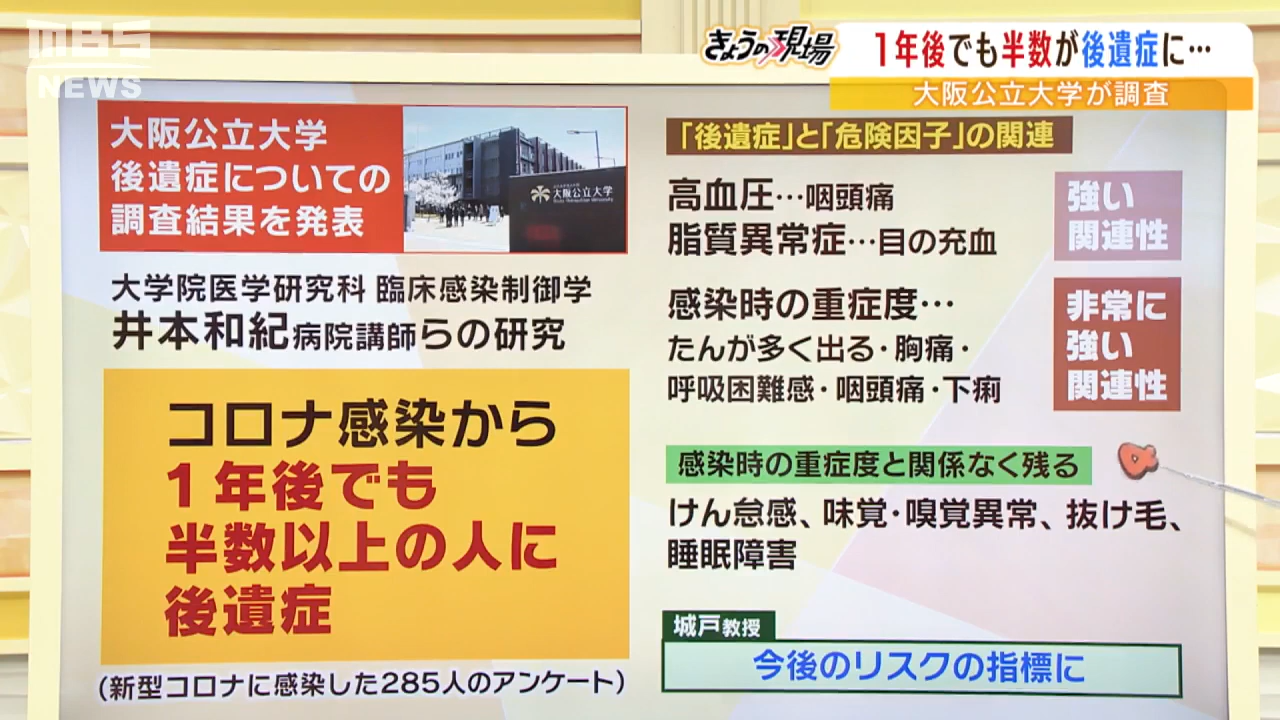 MBS
NEWS
きょうの現場
1年後でも半数が後遺症に…
大阪公立大学が調査
大阪公立大学
後遺症についての
調査結果を発表
大阪公立大学
大学院医学研究科 臨床感染制御学
井本和紀病院講師らの研究
コロナ感染から
1年後でも
半数以上の人に
後遺症
(新型コロナに感染した285人のアンケート)
「後遺症」と「危険因子」の関連
高血圧…咽頭痛
脂質異常症…目の充血
強い
関連性
感染時の重症度…
たんが多く出る・胸痛・
呼吸困難感・咽頭痛・下痢
非常に
強い
関連性
感染時の重症度と関係なく残る
けん怠感、味覚・嗅覚異常、抜け毛、
睡眠障害
城戸教授
今後のリスクの指標に